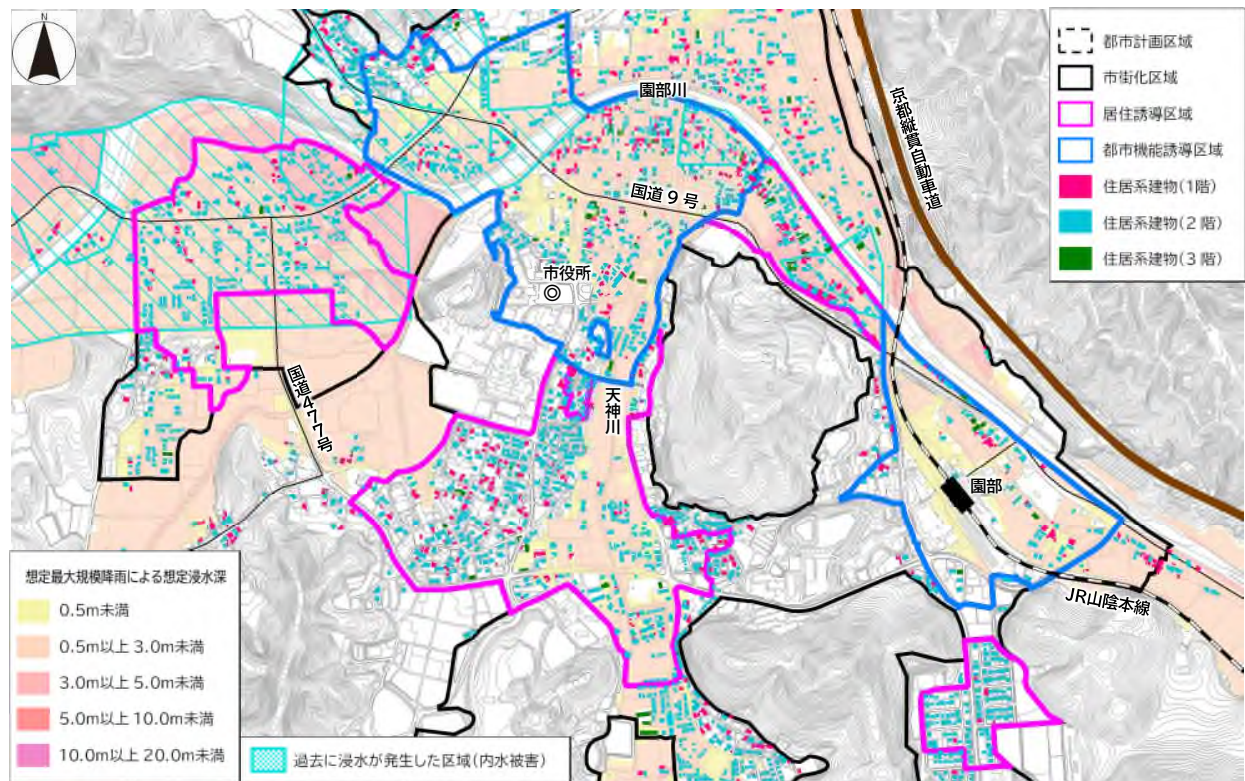 N
都市計画区域
市街化区域
居住誘導区域
都市機能誘導区域
住居系建物(1階)
住居系建物(2階)
住居系建物(3階)
園部川
京都縦貫自動車道
国道9号
市役所
国道477号
天神川
園部
JR山陰本線
想定最大規模降雨による想定浸水深
0.5m未満
0.5m以上 3.0m未満
3.0m以上 5.0m未満
5.0m以上 10.0m未満
10.0m以上 20.0m未満
過去に浸水が発生した区域(内水被害)